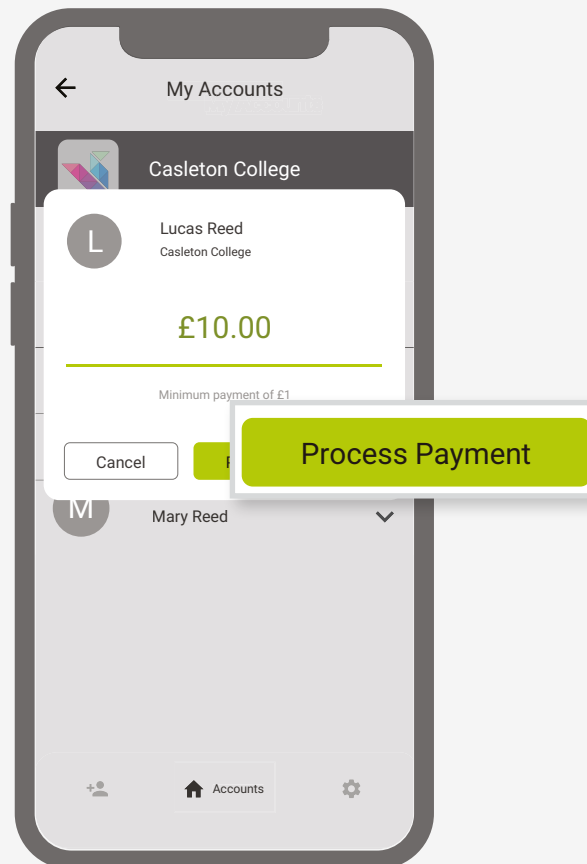 My Accounts
Casleton College
L
Lucas Reed
Casleton College
£10.00
Minimum payment of £1
Cancel
Process Payment
M
Mary Reed
Accounts